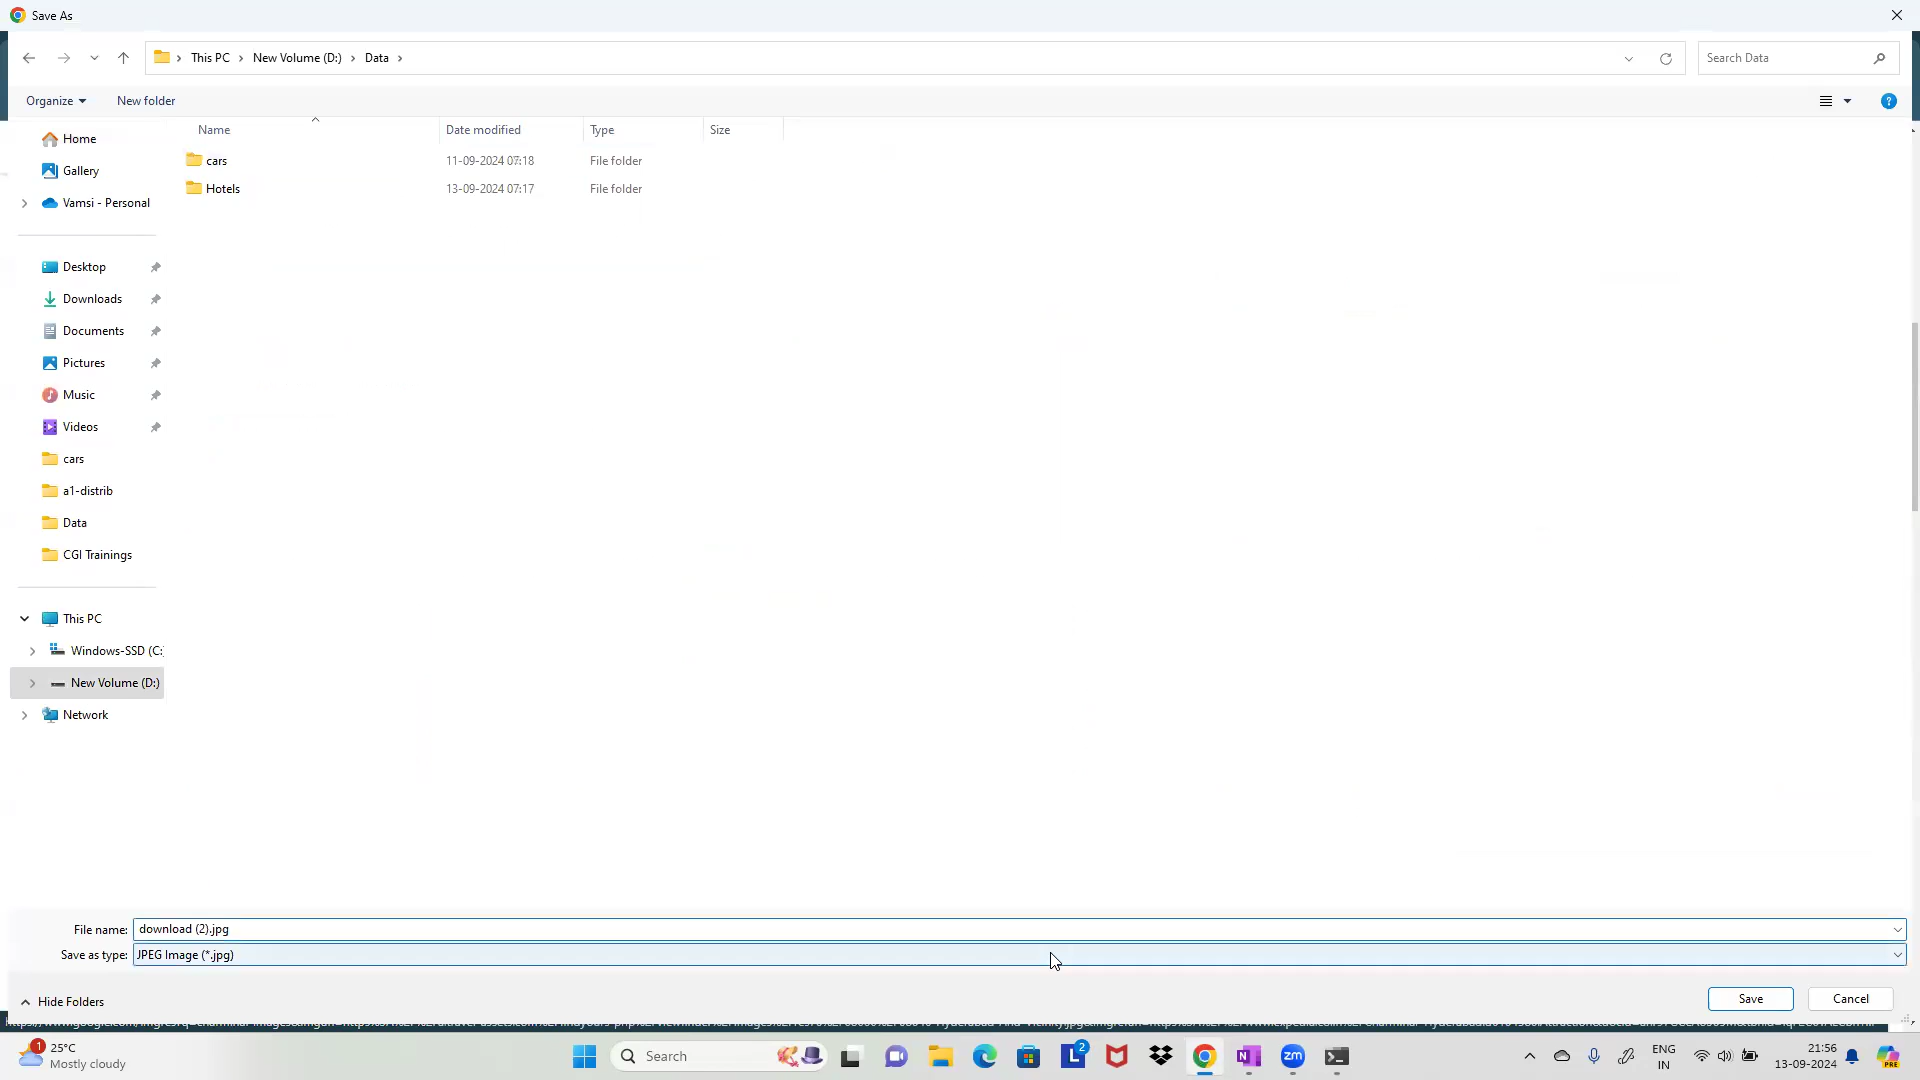 Save As
This PC New Volume (D:) Data
Search Data
Organize New folder
Name Date modified Type Size
cars 11-09-2024 07:18 File folder
Hotels 13-09-2024 07:17 File folder
Home
Gallery
Vamsi - Personal
Desktop
Downloads
Documents
Pictures
Music
Videos
cars
a1-distrib
Data
CGI Trainings
This PC
Windows-SSD (C:
New Volume (D:)
Network
File name: download (2).jpg
Save as type: JPEG Image (*.jpg)
Hide Folders
Save Cancel
1
25°C
Mostly cloudy
Search
L 2
N
zm
ENG
IN
21:56
13-09-2024
PRE